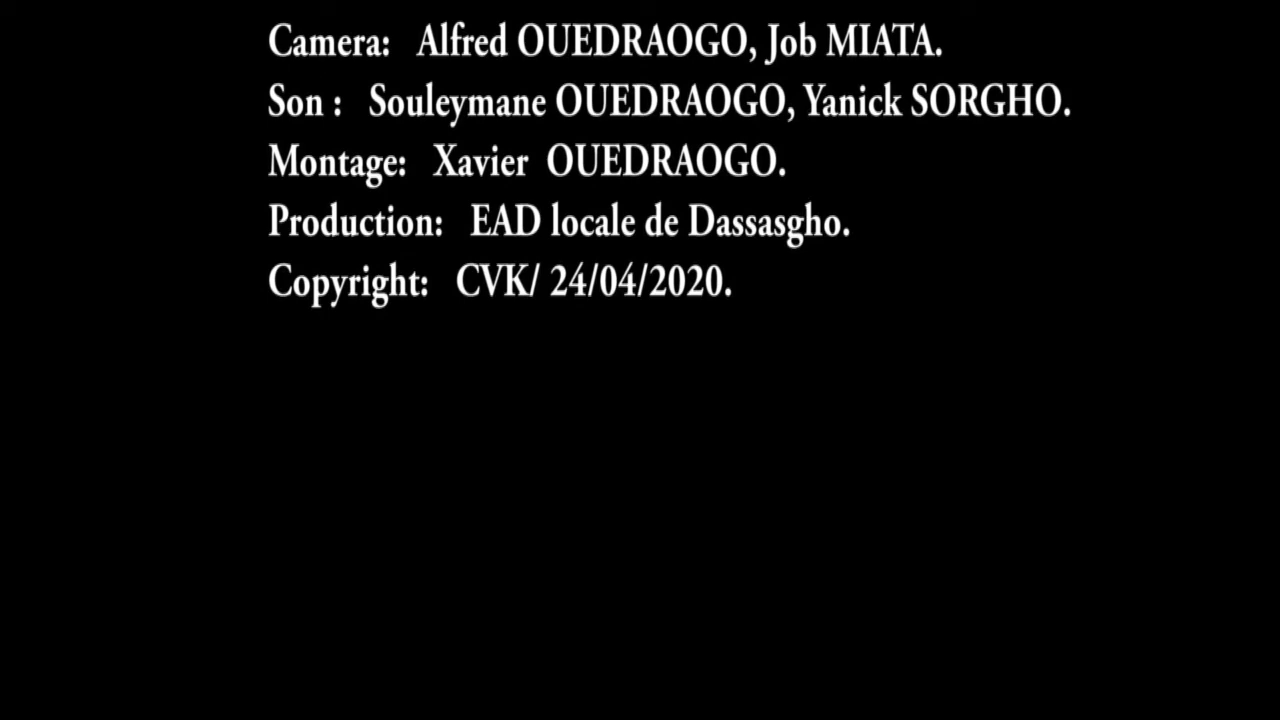 Camera: Alfred OUEDRAOGO, Job MIATA.
Son : Souleymane OUEDRAOGO, Yanick SORGHO.
Montage: Xavier OUEDRAOGO.
Production: EAD locale de Dassasgho.
Copyright: CVK/ 24/04/2020.